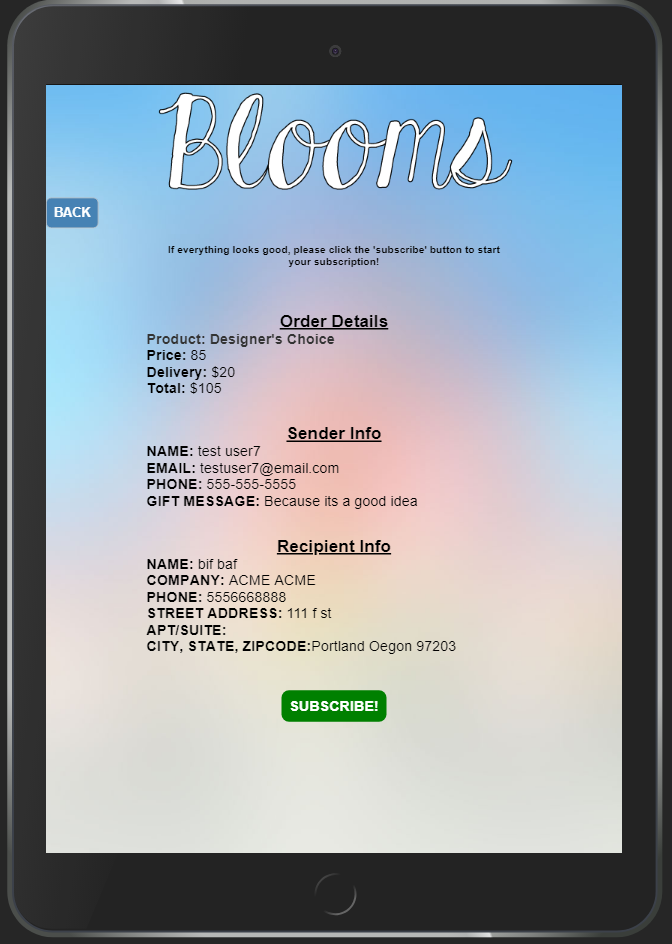 Blooms
BACK
If everything looks good, please click the 'subscribe' button to start
your subscription!
Order Details
Product: Designer's Choice
Price: 85
Delivery: $20
Total: $105
Sender Info
NAME: test user7
EMAIL: testuser7@email.com
PHONE: 555-555-5555
GIFT MESSAGE: Because its a good idea
Recipient Info
NAME: bif baf
COMPANY: ACME ACME
PHONE: 5556668888
STREET ADDRESS: 111 f st
APT/SUITE:
CITY, STATE, ZIPCODE:Portland Oegon 97203
SUBSCRIBE!